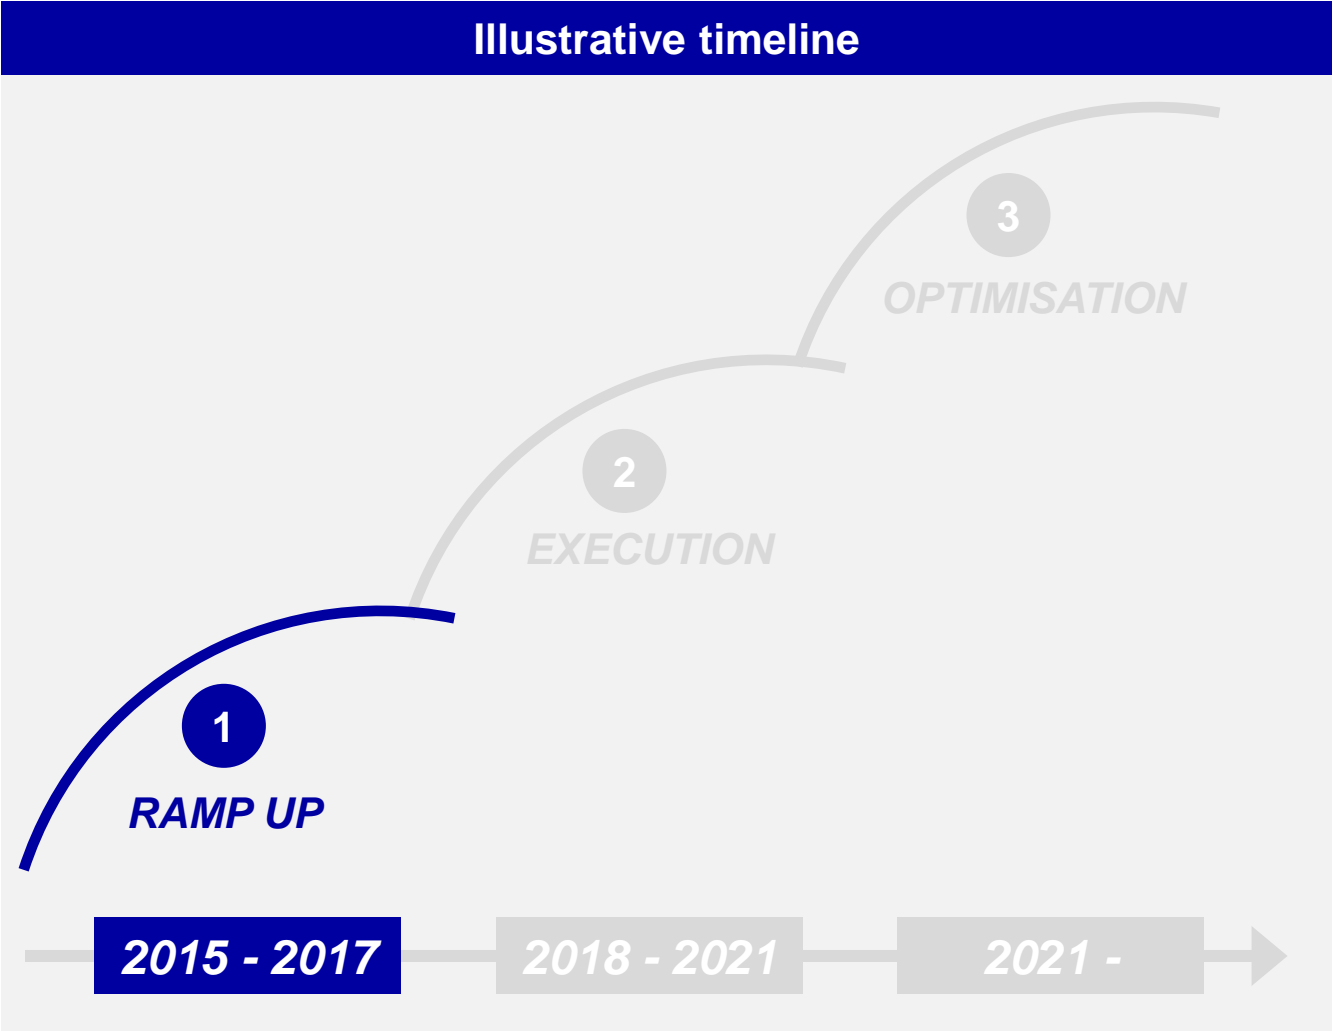 Illustrative timeline
3
OPTIMISATION
2
EXECUTION
1
RAMP UP
2015 - 2017
2018 - 2021
2021 -